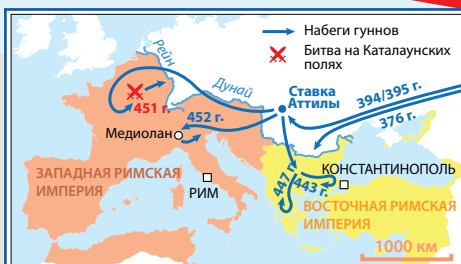 Набеги гуннов
Битва на Каталаунских
полях
Рейн
Дунай
Ставка
Аттилы
394/395 г.
376 г.
451 г.
452 г.
Медиолан
ЗАПАДНАЯ РИМСКАЯ
ИМПЕРИЯ
РИМ
447 г.
443 г.
КОНСТАНТИНОПОЛЬ
ВОСТОЧНАЯ РИМСКАЯ
ИМПЕРИЯ
1000 км